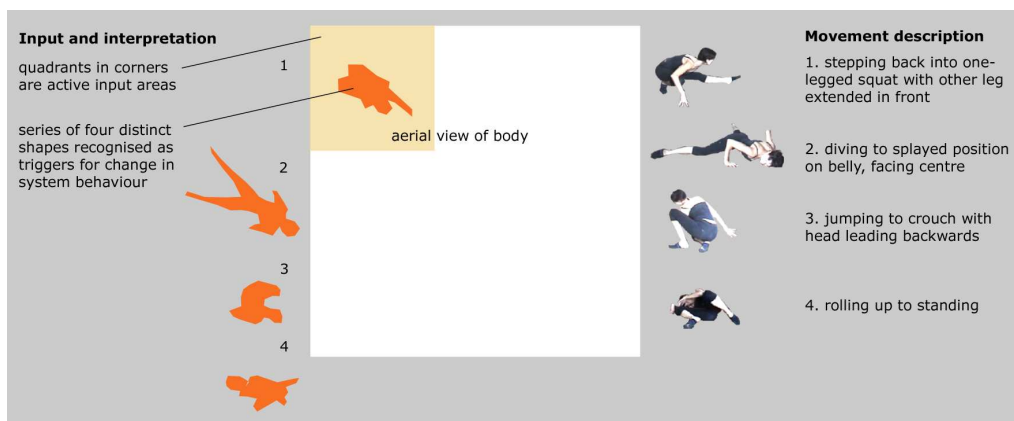 Input and interpretation
quadrants in corners
are active input areas
series of four distinct
shapes recognised as
triggers for change in
system behaviour
1
2
3
4
aerial view of body
Movement description
1. stepping back into one-
legged squat with other leg
extended in front
2. diving to splayed position
on belly, facing centre
3. jumping to crouch with
head leading backwards
4. rolling up to standing